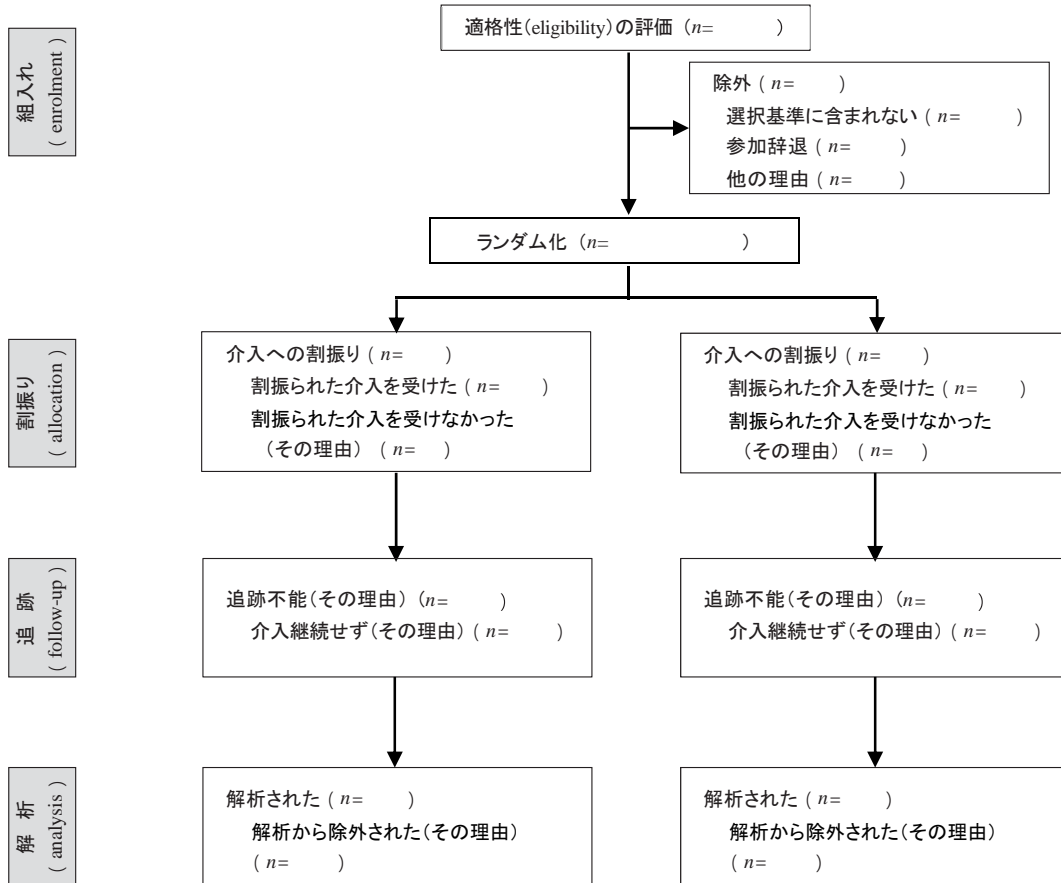 適格性(eligibility)の評価 (n= )
組入れ
( enrolment )
除外 ( n= )
選択基準に含まれない ( n= )
参加辞退 ( n= )
他の理由 ( n= )
ランダム化 (n= )
割振り
( allocation )
介入への割振り ( n= )
割振られた介入を受けた ( n= )
割振られた介入を受けなかった
(その理由) ( n= )
介入への割振り ( n= )
割振られた介入を受けた ( n= )
割振られた介入を受けなかった
(その理由) ( n= )
追 跡
( follow-up )
追跡不能(その理由) (n= )
介入継続せず(その理由) ( n= )
追跡不能(その理由) (n= )
介入継続せず(その理由) ( n= )
解 析
( analysis )
解析された ( n= )
解析から除外された(その理由)
( n= )
解析された ( n= )
解析から除外された(その理由)
( n= )